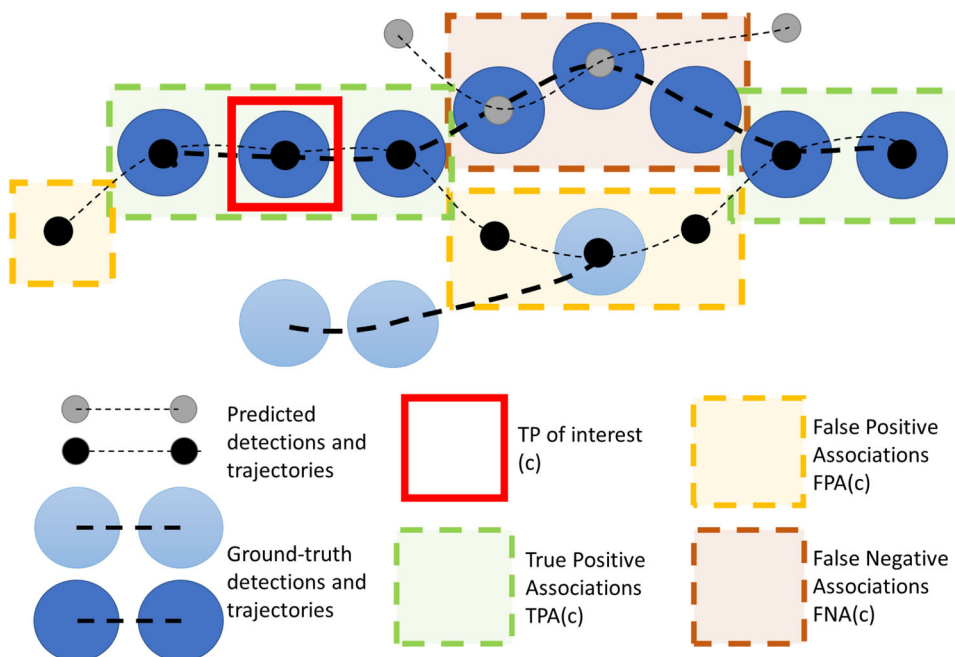 Predicted
detections and
trajectories
Ground-truth
detections and
trajectories
TP of interest
(c)
True Positive
Associations
TPA(c)
False Positive
Associations
FPA(c)
False Negative
Associations
FNA(c)